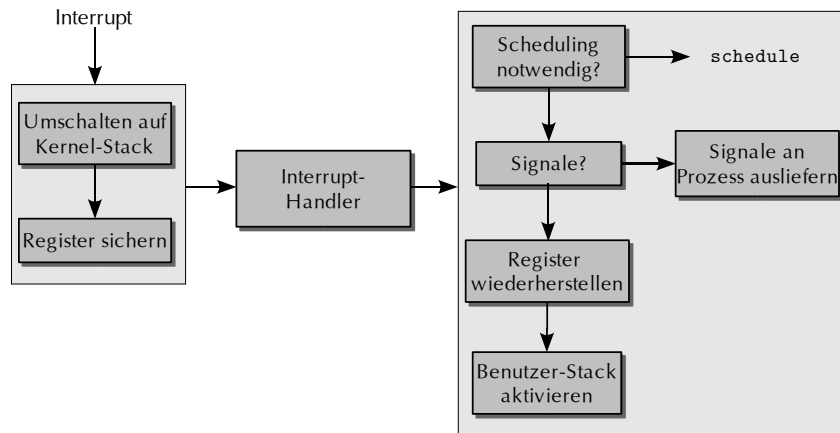 Interrupt
Umschalten auf
Kernel-Stack
Register sichern
Interrupt-
Handler
Scheduling
notwendig?
schedule
Signale?
Signale an
Prozess ausliefern
Register
wiederherstellen
Benutzer-Stack
aktivieren